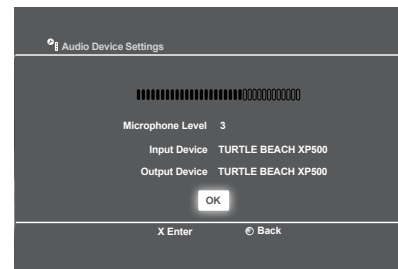 Audio Device Settings
Microphone Level 3
Input Device TURTLE BEACH XP500
Output Device TURTLE BEACH XP500
OK
X Enter Back